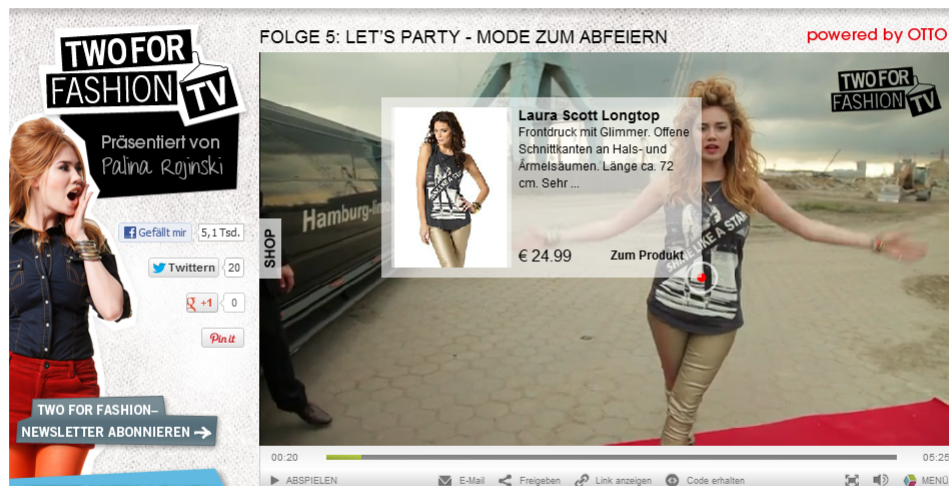 TWO FOR
FASHION
TV
Präsentiert von
Palina Rojinski
Gefällt mir 5,1 Tsd.
Twittern 20
+1 0
Pin it
TWO FOR FASHION–
NEWSLETTER ABONNIEREN
FOLGE 5: LET'S PARTY - MODE ZUM ABFEIERN
powered by OTTO
TWO FOR
FASHION
TV
Laura Scott Longtop
Frontdruck mit Glimmer. Offene
Schnittkanten an Hals- und
Ärmelsäumen. Länge ca. 72
cm. Sehr ...
€ 24.99 Zum Produkt
SHOP
SHINE LIKE A STAR
00:20 05:25
ABSPIELEN E-Mail Freigeben Link anzeigen Code erhalten MENÜ